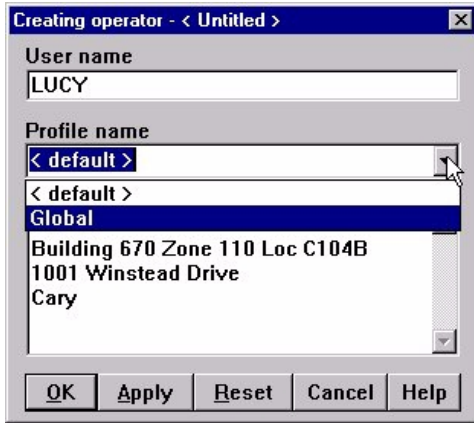 Creating operator - < Untitled >
User name
LUCY
Profile name
< default >
< default >
Global
Building 670 Zone 110 Loc C104B
1001 Winstead Drive
Cary
OK Apply Reset Cancel Help